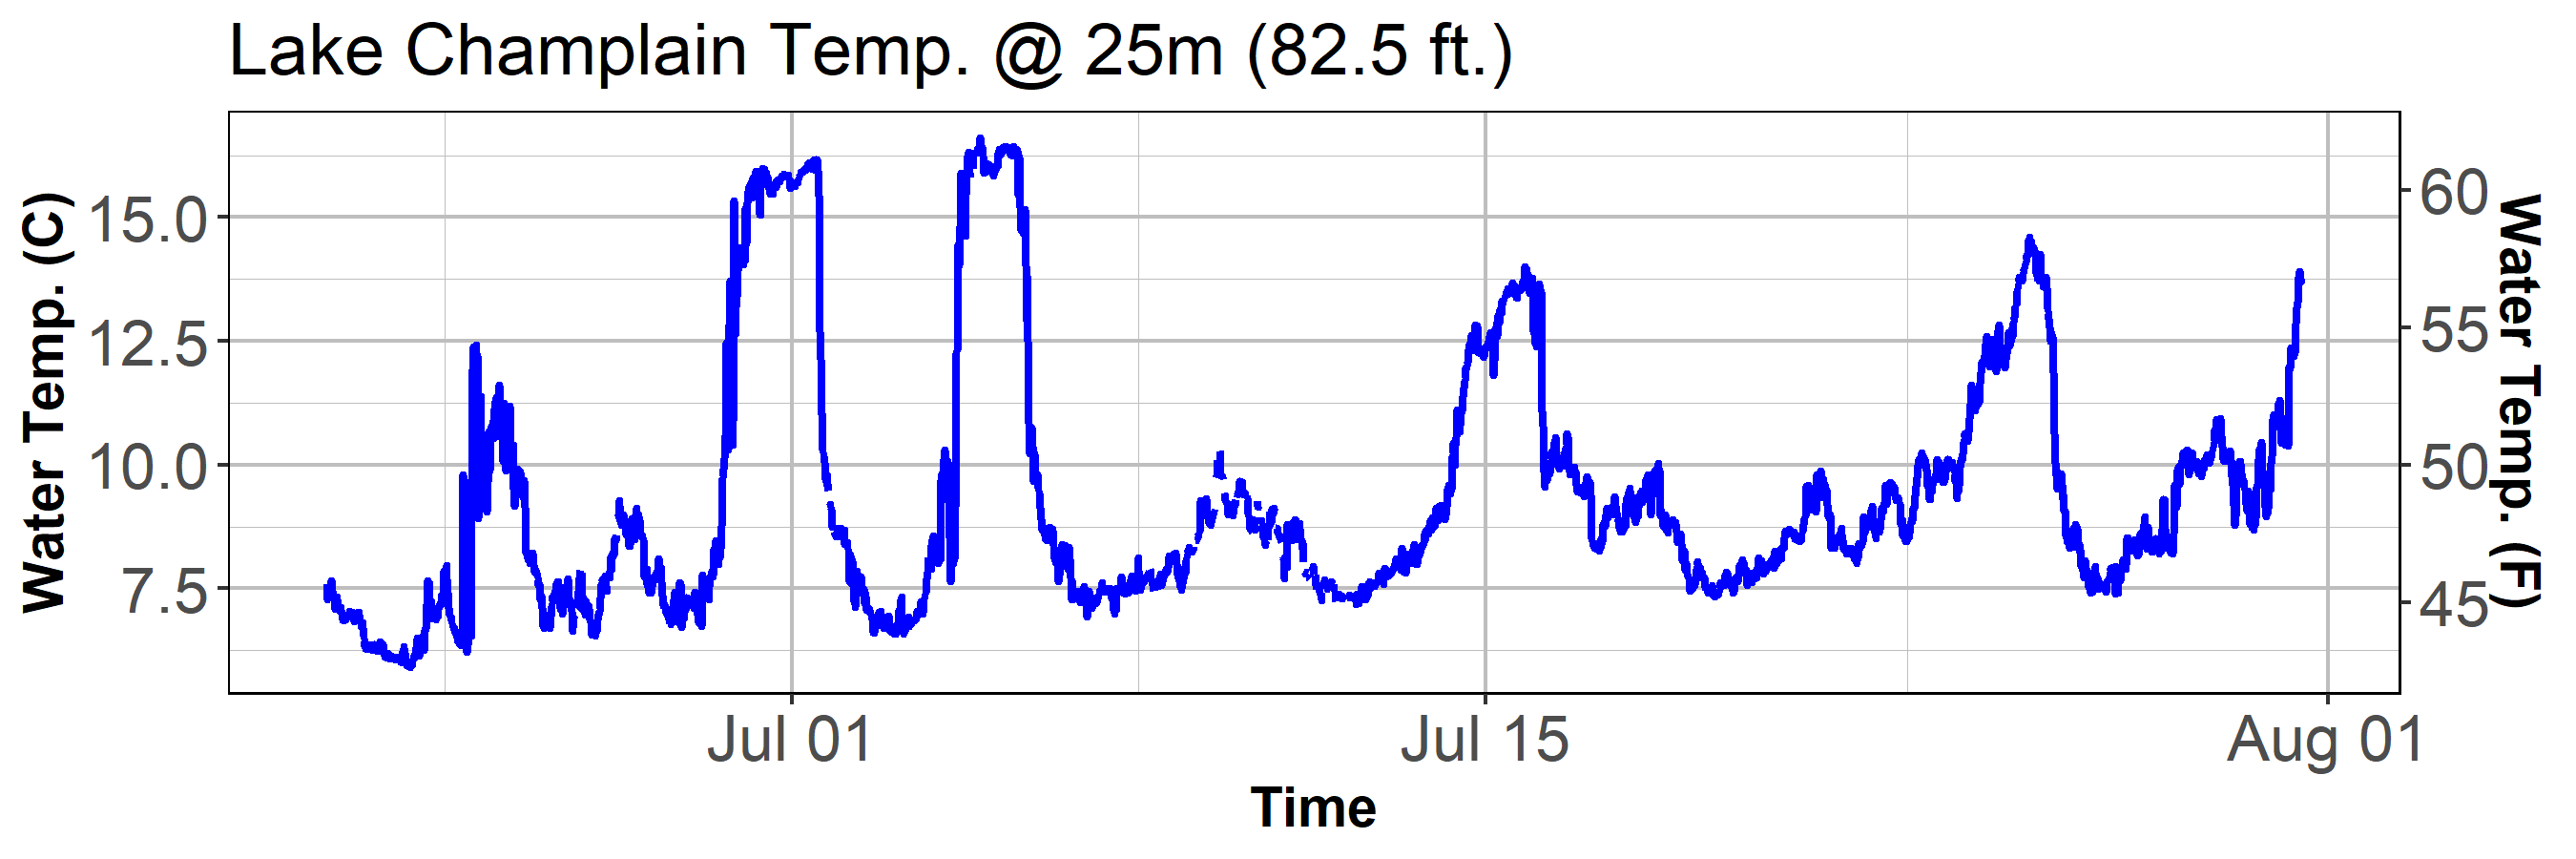 Lake Champlain Temp. @ 25m (82.5 ft.)
Water Temp. (C)
15.0
12.5
10.0
7.5
60
55
50
45
Water Temp. (F)
Jul 01
Jul 15
Aug 01
Time